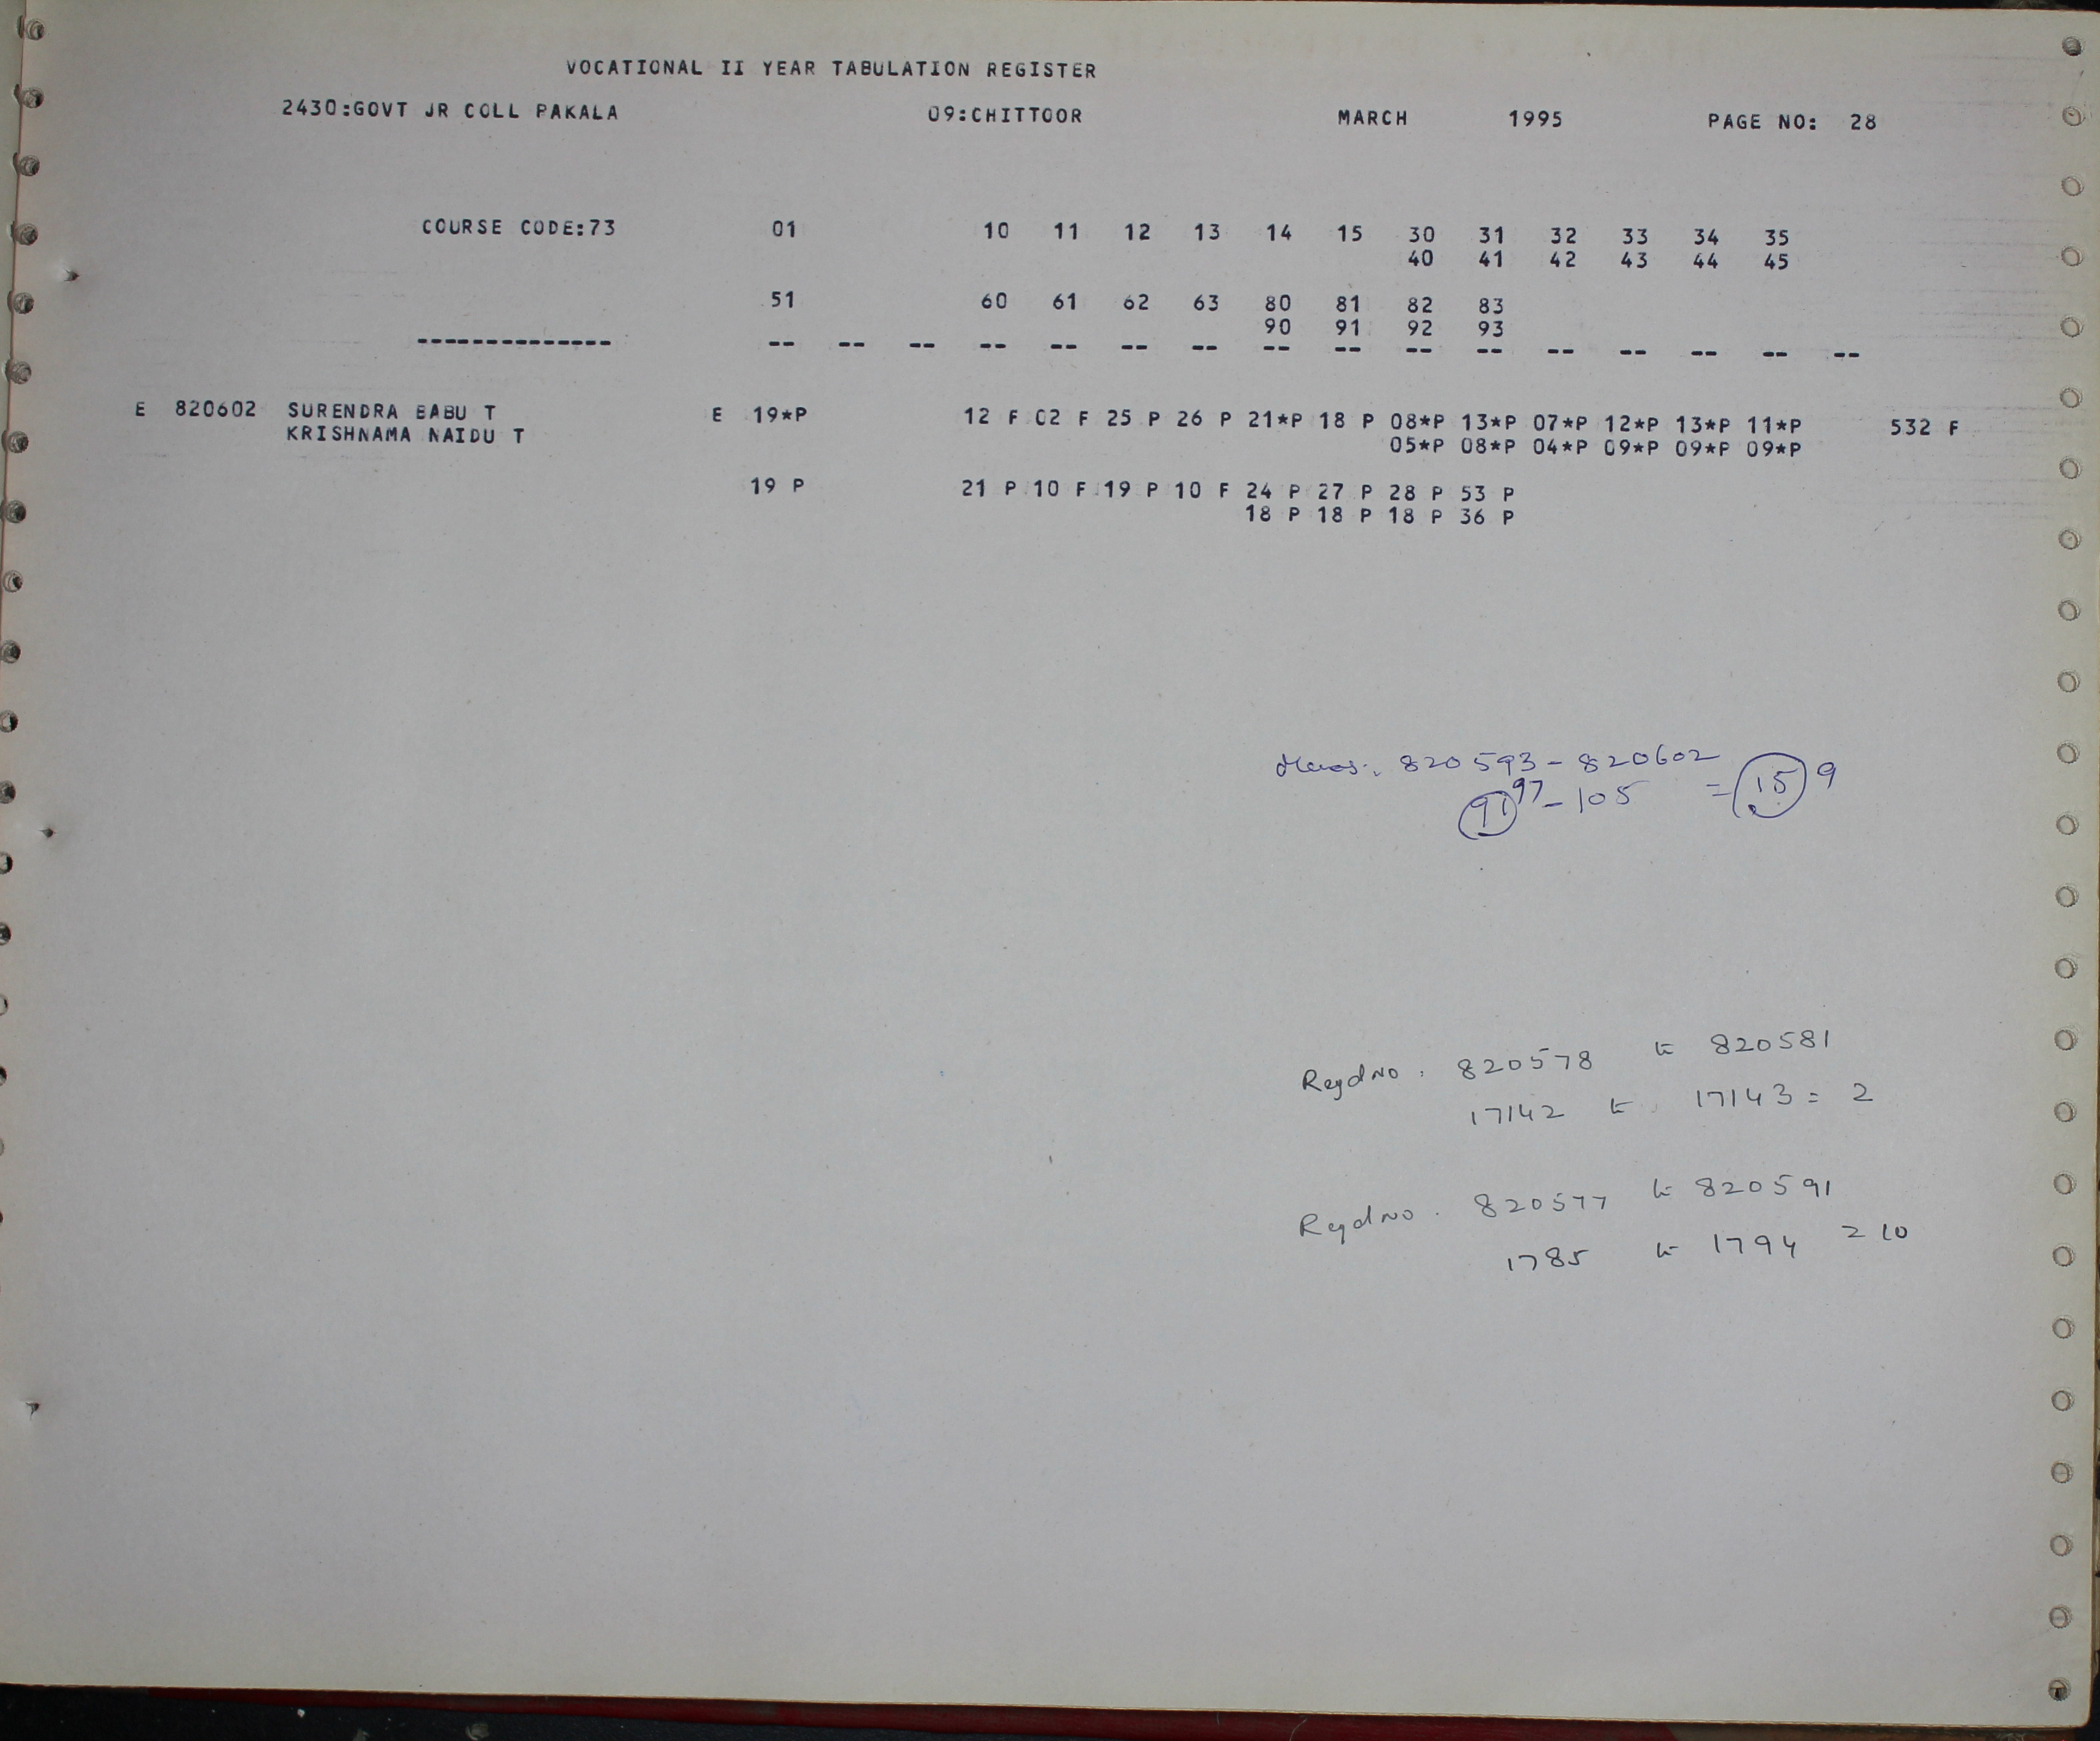 VOCATIONAL II YEAR TABULATION REGISTER
2430:GOVT JR COLL PAKALA 09:CHITTOOR MARCH 1995 PAGE NO: 28
COURSE CODE:73 01 10 11 12 13 14 15 30 31 32 33 34 35
40 41 42 43 44 45
51 60 61 62 63 80 81 82 83
90 91 92 93
-------------- -- -- -- -- -- -- -- -- -- -- -- -- -- -- -- --
E 820602 SURENDRA BABU T E 19*P 12 F 02 F 25 P 26 P 21*P 18 P 08*P 13*P 07*P 12*P 13*P 11*P 532 F
KRISHNAMA NAIDU T 05*P 08*P 04*P 09*P 09*P 09*P
19 P 21 P 10 F 19 P 10 F 24 P 27 P 28 P 53 P
18 P 18 P 18 P 36 P
820593 - 820602
91 97 - 105 = 15 9
Regd No. 820578 to 820581
17142 to 17143 = 2
Regd No. 820577 to 820591
1785 to 1794 = 10